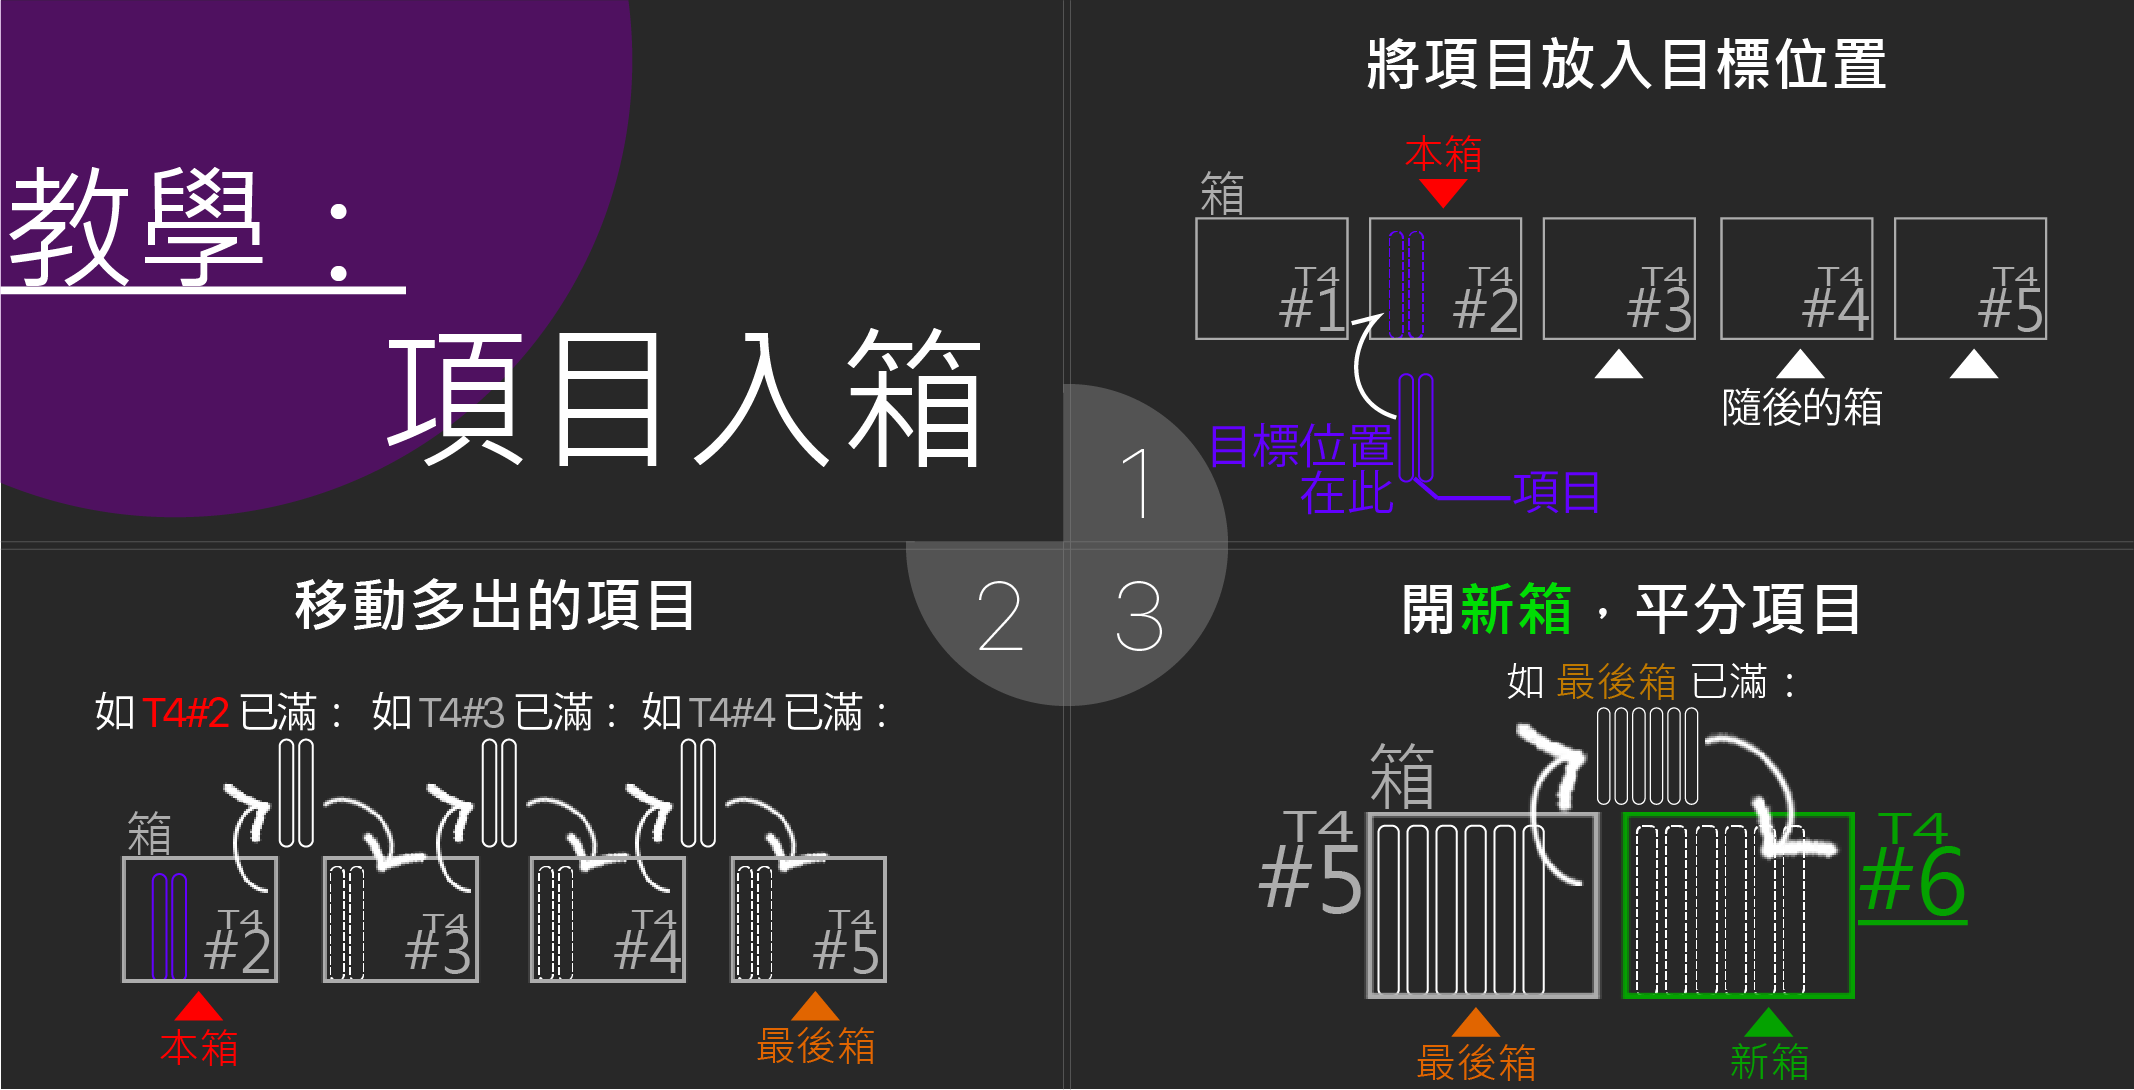 教學：
項目入箱
1
將項目放入目標位置
本箱
箱
T4
#1
T4
#2
T4
#3
T4
#4
T4
#5
隨後的箱
目標位置
在此
項目
2
移動多出的項目
如 T4#2 已滿：
如 T4#3 已滿：
如 T4#4 已滿：
箱
T4
#2
T4
#3
T4
#4
T4
#5
本箱
最後箱
3
開新箱，平分項目
如 最後箱 已滿：
箱
T4
#5
T4
#6
最後箱
新箱